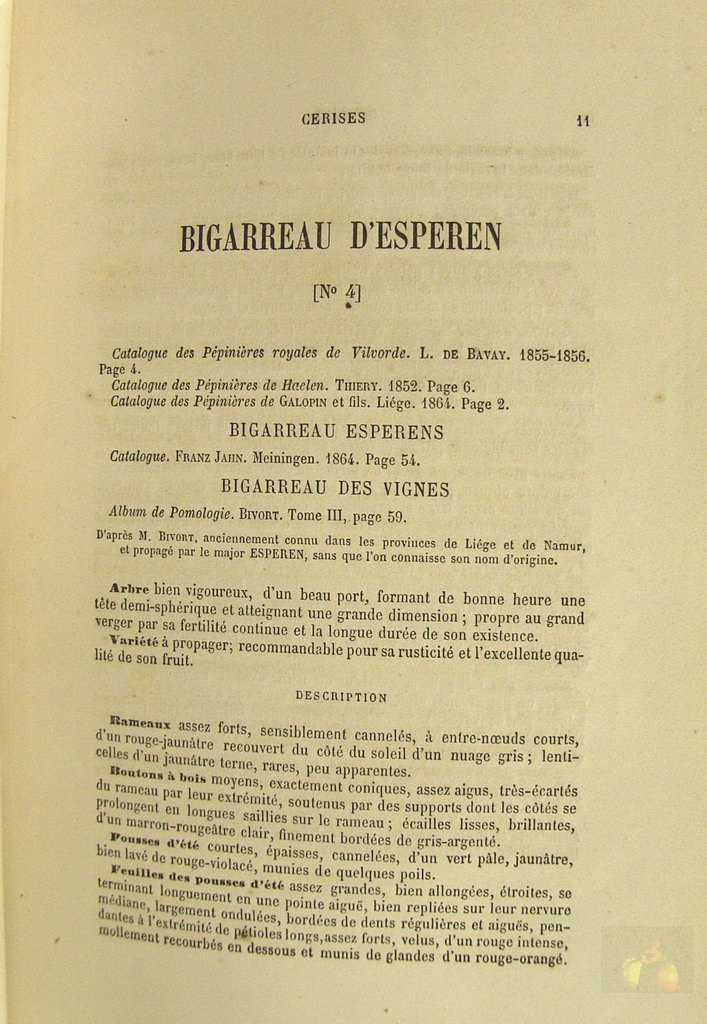 CERISES 11
BIGARREAU D'ESPEREN
[No 4]
Catalogue des Pépinières royales de Vilvorde. L. DE BAVAY. 1855-1856.
Page 4.
Catalogue des Pépinières de Haelen. THIERY. 1852. Page 6.
Catalogue des Pépinières de GALOPIN et fils. Liége. 1864. Page 2.
BIGARREAU ESPERENS
Catalogue. FRANZ JAHN. Meiningen. 1864. Page 54.
BIGARREAU DES VIGNES
Album de Pomologie. BIVORT. Tome III, page 59.
D'après M. BIVORT, anciennement connu dans les provinces de Liége et de Namur,
et propagé par le major ESPEREN, sans que l'on connaisse son nom d'origine.
Arbre bien vigoureux, d'un beau port, formant de bonne heure une
tête demi-sphérique et atteignant une grande dimension ; propre au grand
verger par sa fertilité continue et la longue durée de son existence.
Variété à propager; recommandable pour sa rusticité et l'excellente qua-
lité de son fruit.
DESCRIPTION
Rameaux assez forts, sensiblement cannelés, à entre-nœuds courts,
d'un rouge-jaunâtre recouvert du côté du soleil d'un nuage gris ; lenti-
celles d'un jaunâtre terne, rares, peu apparentes.
Boutons à bois moyens, exactement coniques, assez aigus, très-écartés
du rameau par leur extrémité, soutenus par des supports dont les côtés se
prolongent en longues saillies sur le rameau ; écailles lisses, brillantes,
d'un marron-rougeâtre clair, finement bordées de gris-argenté.
Pousses d'été courtes, épaisses, cannelées, d'un vert pâle, jaunâtre,
bien lavé de rouge-violacé, munies de quelques poils.
Feuilles des pousses d'été assez grandes, bien allongées, étroites, se
terminant longuement en une pointe aiguë, bien repliées sur leur nervure
médiane, largement ondulées, bordées de dents régulières et aiguës, pen-
dantes à l'extrémité de pétioles longs, assez forts, velus, d'un rouge intense,
mollement recourbés en dessous et munis de glandes d'un rouge-orangé.